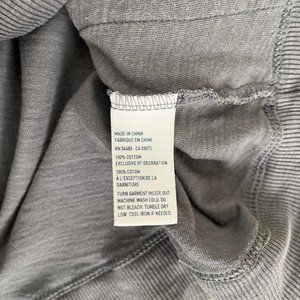 MADE IN CHINA
FABRIQUÉ EN CHINE
RN 54485 CA 00973
100% COTTON
EXCLUSIVE OF DECORATION
100% COTON
À L'EXCEPTION DE LA
GARNITURE
TURN GARMENT INSIDE OUT.
MACHINE WASH COLD. DO
NOT BLEACH. TUMBLE DRY
LOW. COOL IRON IF NEEDED.